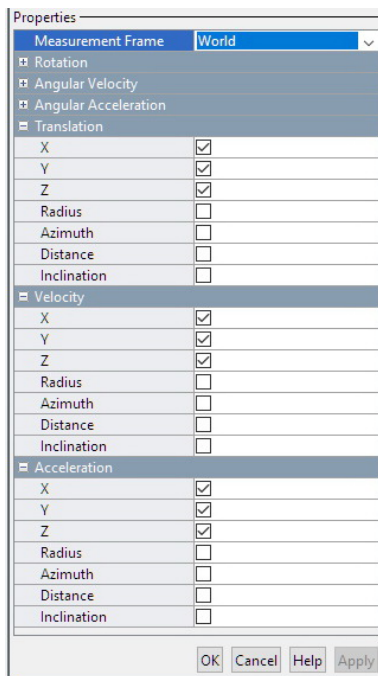 Properties
Measurement Frame World
Rotation
Angular Velocity
Angular Acceleration
Translation
X
Y
Z
Radius
Azimuth
Distance
Inclination
Velocity
X
Y
Z
Radius
Azimuth
Distance
Inclination
Acceleration
X
Y
Z
Radius
Azimuth
Distance
Inclination
OK Cancel Help Apply